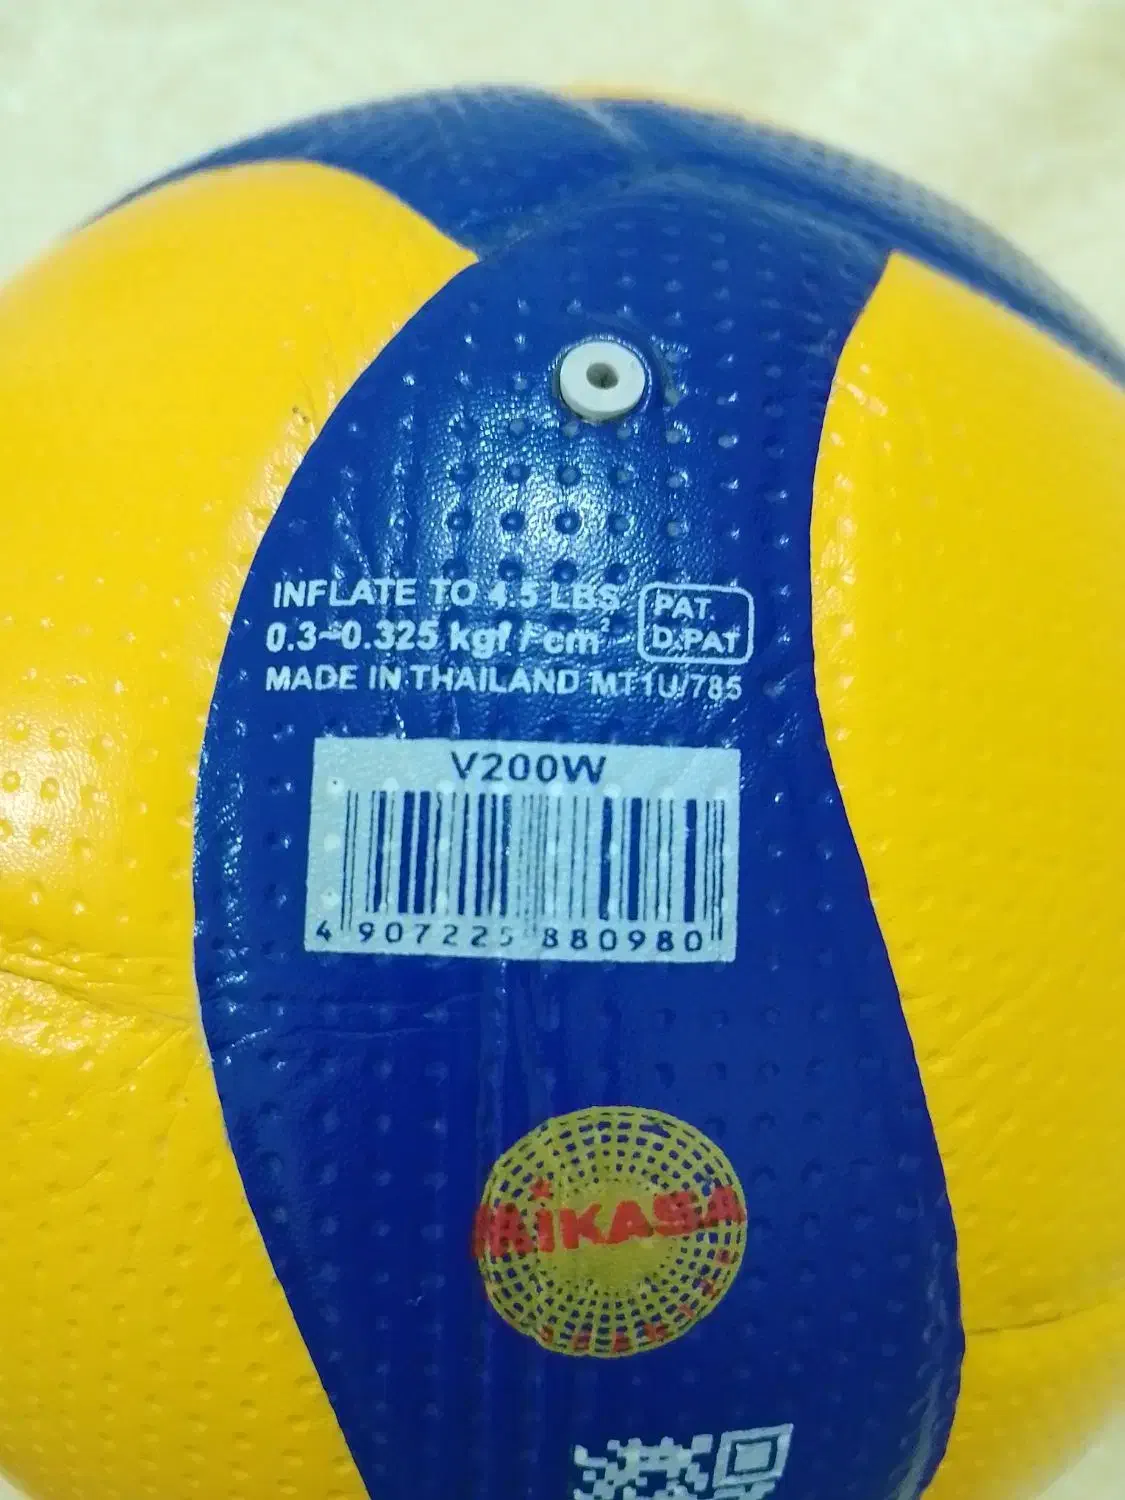 INFLATE TO 4.5 LBS
0.3~0.325 kgf / cm²
PAT.
D.PAT
MADE IN THAILAND MT1U/785
V200W
4 907225 880980
MIKASA